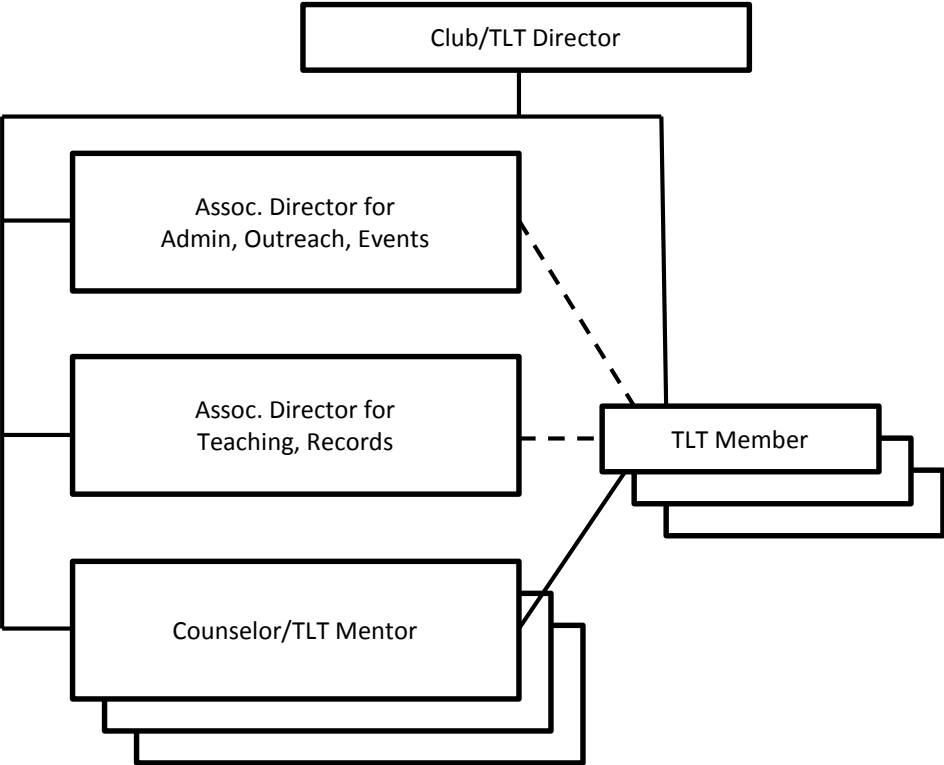 Club/TLT Director
Assoc. Director for
Admin, Outreach, Events
Assoc. Director for
Teaching, Records
TLT Member
Counselor/TLT Mentor